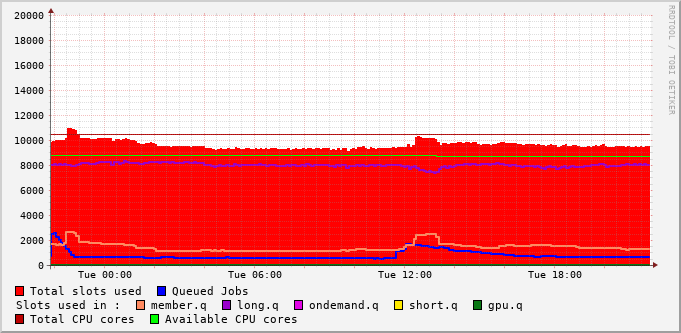 20000
18000
16000
14000
12000
10000
8000
6000
4000
2000
0
Tue 00:00 Tue 06:00 Tue 12:00 Tue 18:00
Total slots used Queued Jobs
Slots used in : member.q long.q ondemand.q short.q gpu.q
Total CPU cores Available CPU cores
RRDTOOL / TOBI OETIKER